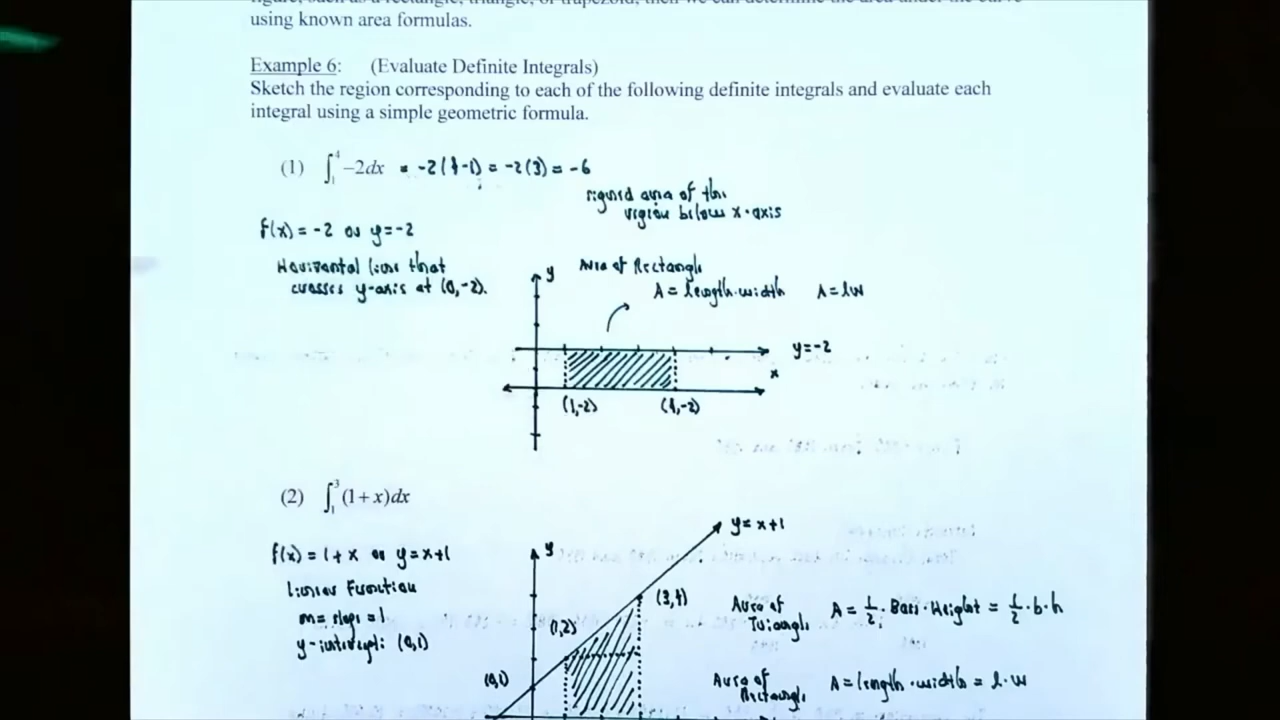 using known area formulas.
Example 6: (Evaluate Definite Integrals)
Sketch the region corresponding to each of the following definite integrals and evaluate each
integral using a simple geometric formula.
(1) ∫₁⁴ −2dx = -2(4-1) = -2(3) = -6
signed area of the
region below x-axis
f(x) = -2 or y = -2
Horizontal line that
crosses y-axis at (0,-2).
y
Area of Rectangle
A = length·width A = lw
y=-2
x
(1,-2) (4,-2)
(2) ∫₁³ (1+x)dx
y = x+1
f(x) = 1+x or y = x+1
y
Linear Function
m = slope = 1
y-intercept: (0,1)
(3,4)
(1,2)
(0,1)
Area of
Triangle
A = 1/2 · Base · Height = 1/2 · b · h
Area of
Rectangle
A = length · width = l · w